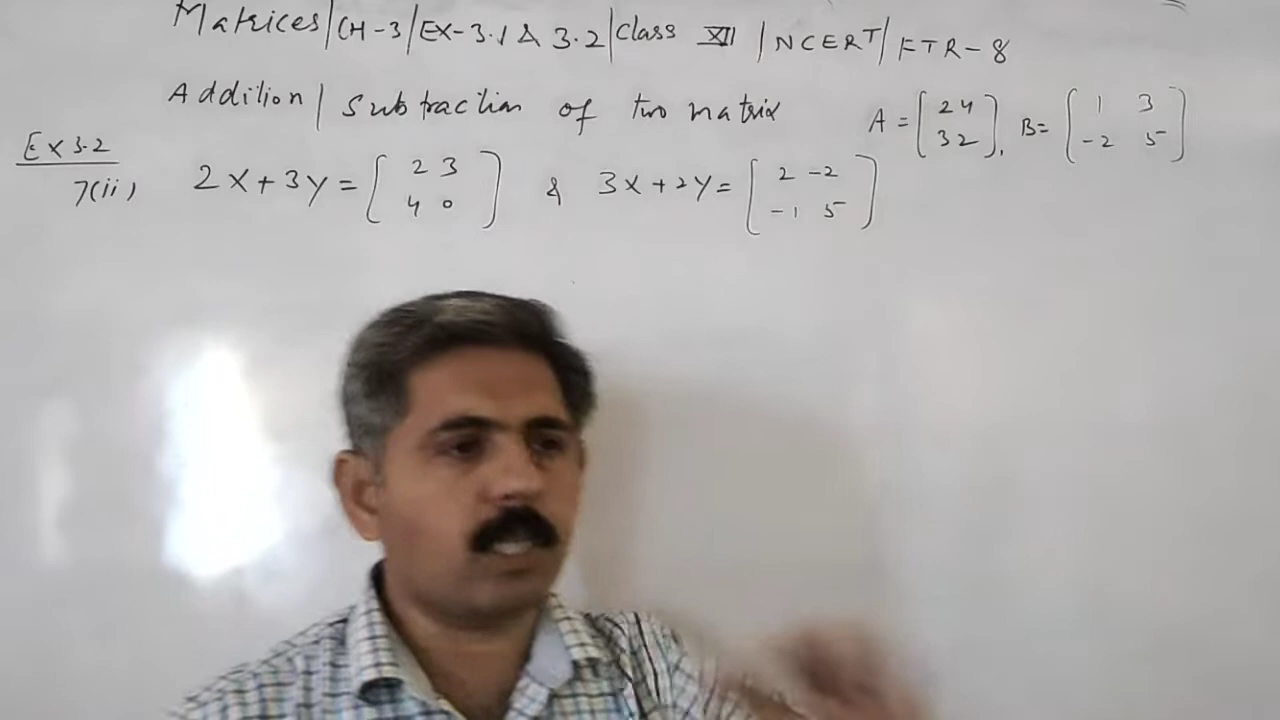 Matrices/CH-3/EX-3.1 & 3.2/Class XII/NCERT/FTR-8
Addition/Subtraction of two matrix A = [2 4 3 2], B = [1 3 -2 5]
Ex 3.2
7(ii) 2X+3Y = [2 3 4 0] & 3X+2Y = [2 -2 -1 5]